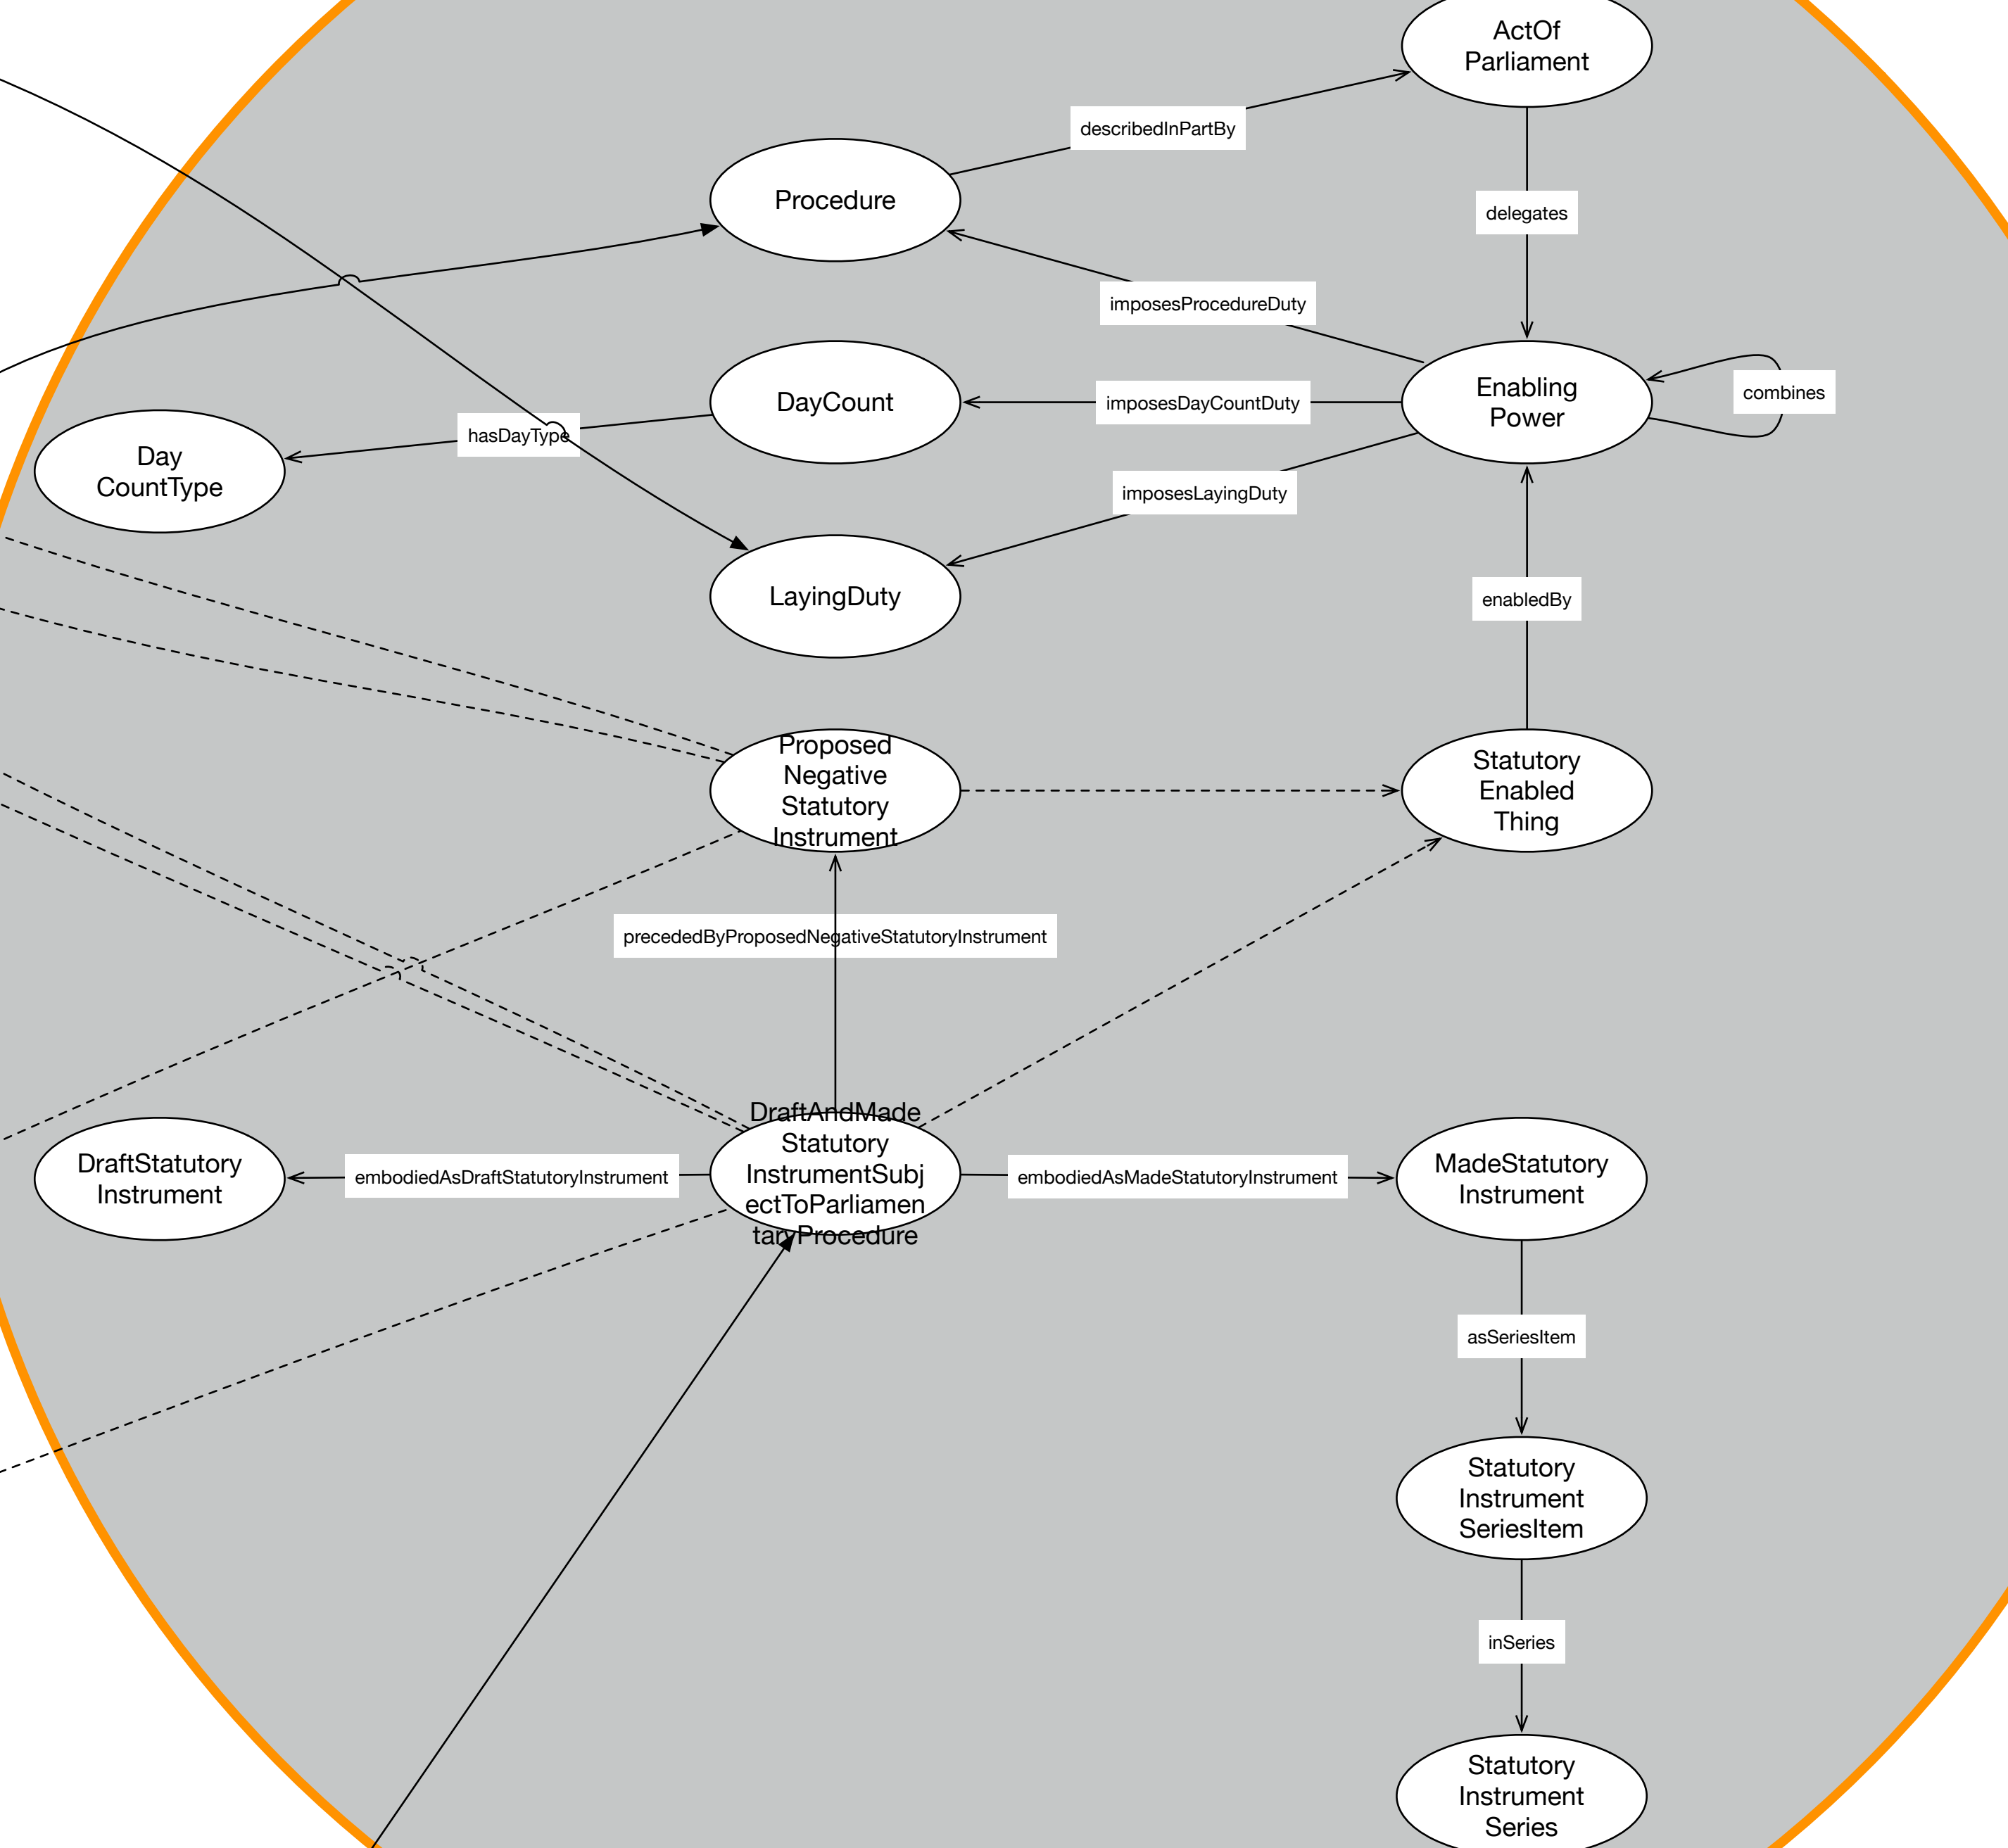 ActOf
Parliament
describedInPartBy
Procedure
delegates
imposesProcedureDuty
Enabling
Power
combines
DayCount
imposesDayCountDuty
hasDayType
Day
CountType
imposesLayingDuty
LayingDuty
enabledBy
Proposed
Negative
Statutory
Instrument
Statutory
Enabled
Thing
precededByProposedNegativeStatutoryInstrument
DraftAndMade
Statutory
InstrumentSubj
ectToParliamen
taryProcedure
DraftStatutory
Instrument
embodiedAsDraftStatutoryInstrument
embodiedAsMadeStatutoryInstrument
MadeStatutory
Instrument
asSeriesItem
Statutory
Instrument
SeriesItem
inSeries
Statutory
Instrument
Series